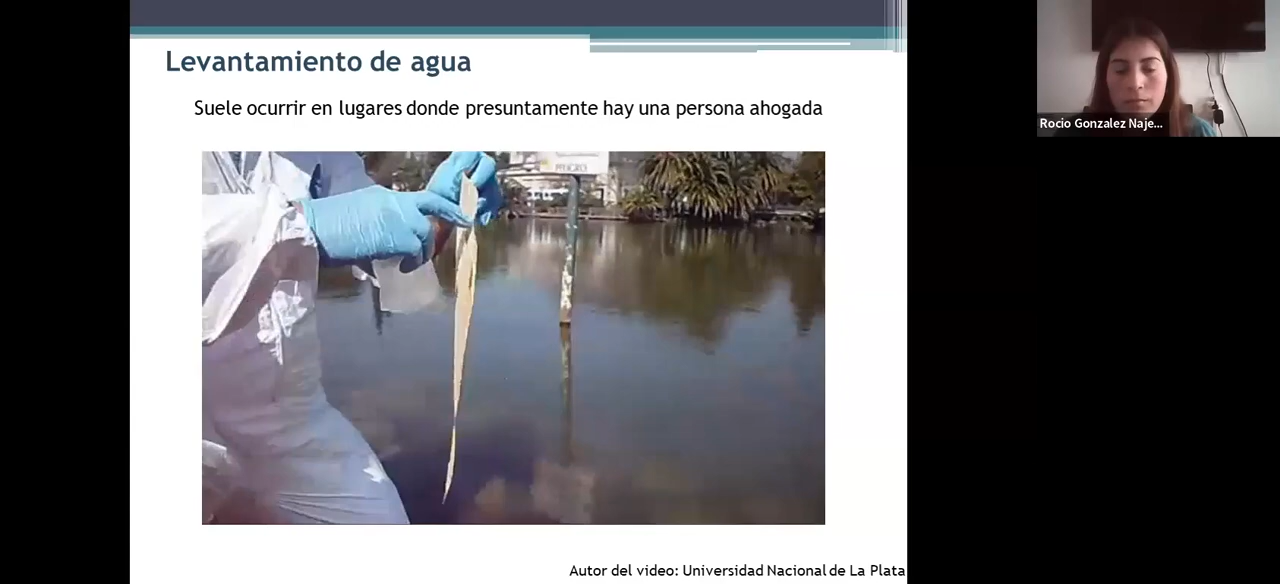 Levantamiento de agua
Suele ocurrir en lugares donde presuntamente hay una persona ahogada
Rocio Gonzalez Naje...
Autor del video: Universidad Nacional de La Plata